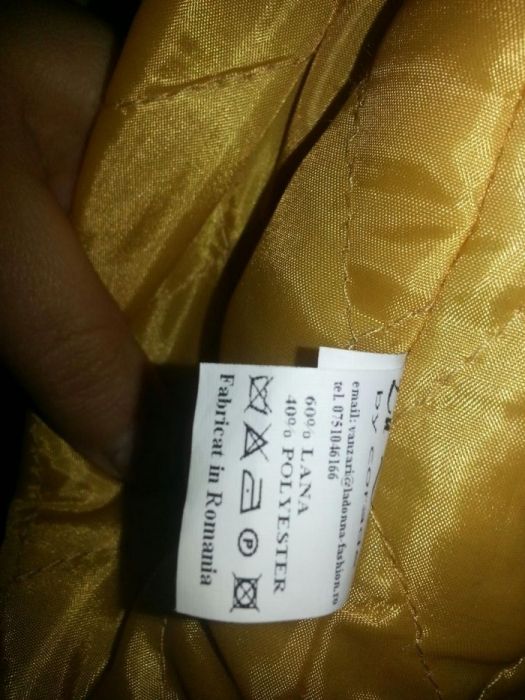 email: vanzari@ladonna-fashion.ro
tel. 0751046166
60% LANA
40% POLYESTER
P
Fabricat in Romania